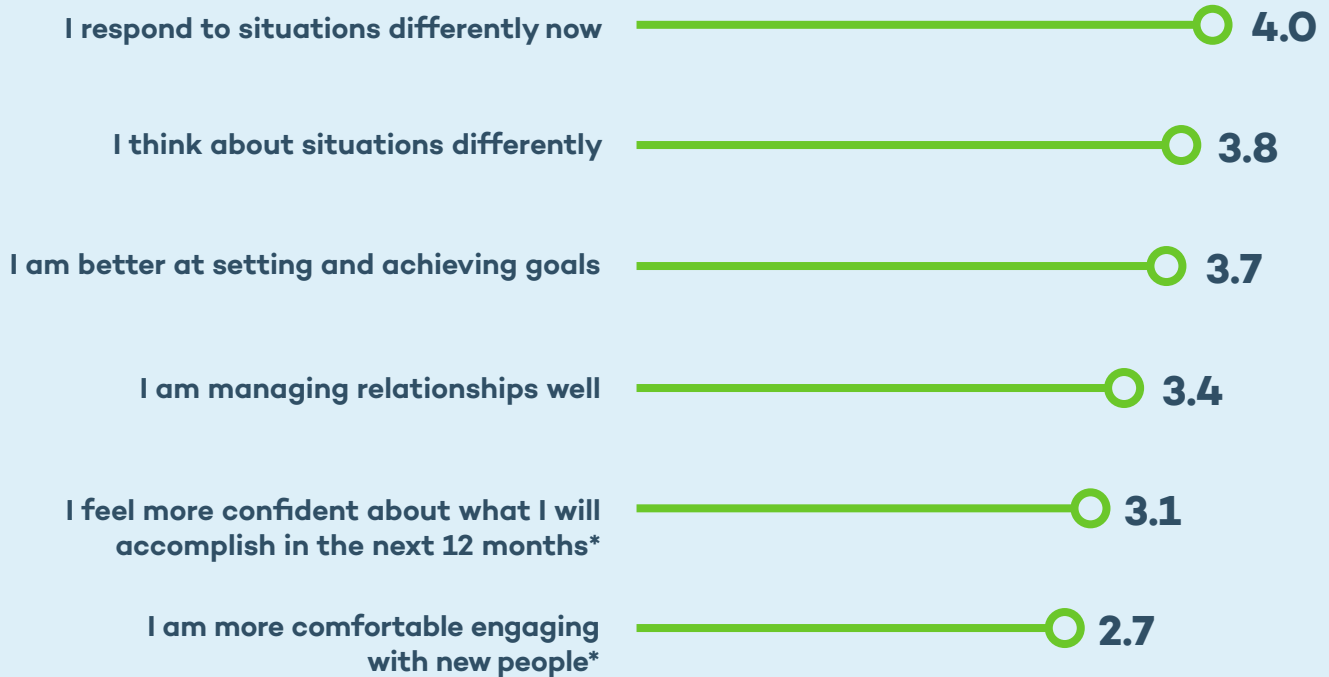 I respond to situations differently now 4.0
I think about situations differently 3.8
I am better at setting and achieving goals 3.7
I am managing relationships well 3.4
I feel more confident about what I will
accomplish in the next 12 months* 3.1
I am more comfortable engaging
with new people* 2.7